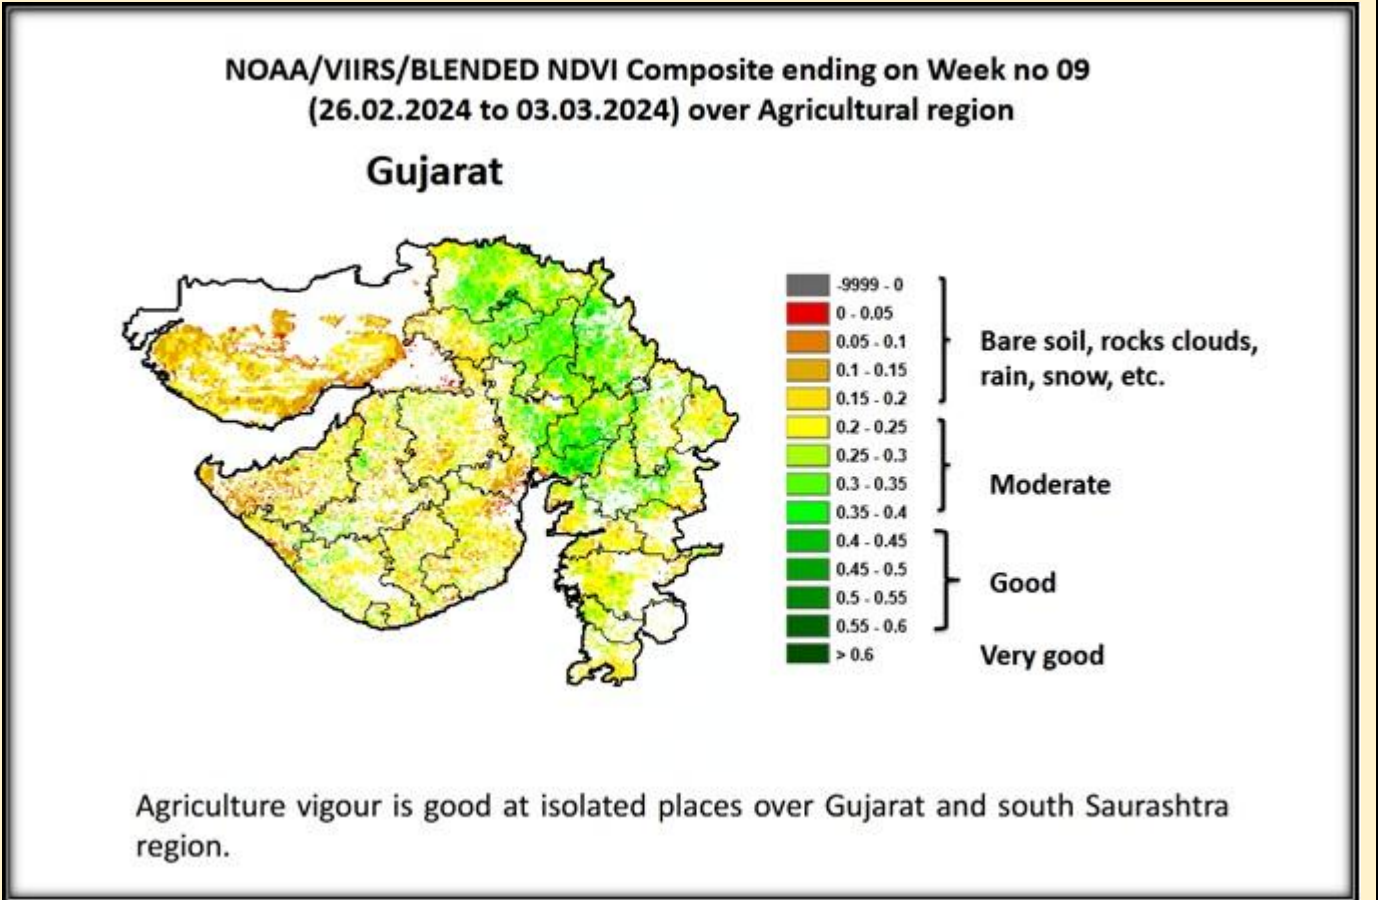 NOAA/VIIRS/BLENDED NDVI Composite ending on Week no 09
(26.02.2024 to 03.03.2024) over Agricultural region
Gujarat
-9999 - 0
0 - 0.05
0.05 - 0.1
0.1 - 0.15
0.15 - 0.2
0.2 - 0.25
0.25 - 0.3
0.3 - 0.35
0.35 - 0.4
0.4 - 0.45
0.45 - 0.5
0.5 - 0.55
0.55 - 0.6
> 0.6
Bare soil, rocks clouds,
rain, snow, etc.
Moderate
Good
Very good
Agriculture vigour is good at isolated places over Gujarat and south Saurashtra
region.